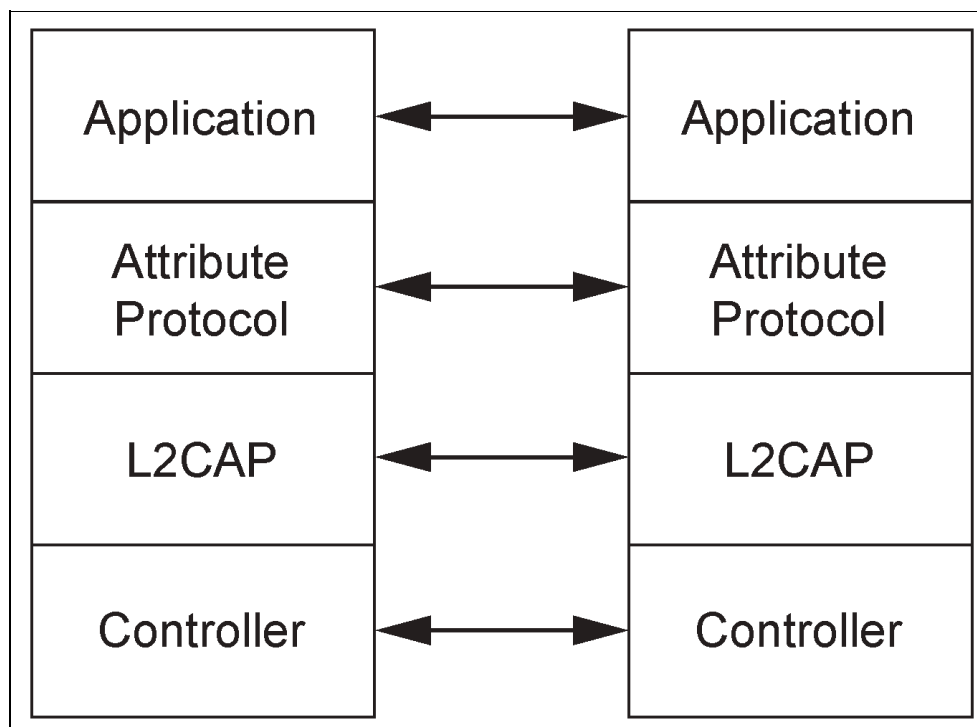 Application
Application
Attribute
Protocol
Attribute
Protocol
L2CAP
L2CAP
Controller
Controller